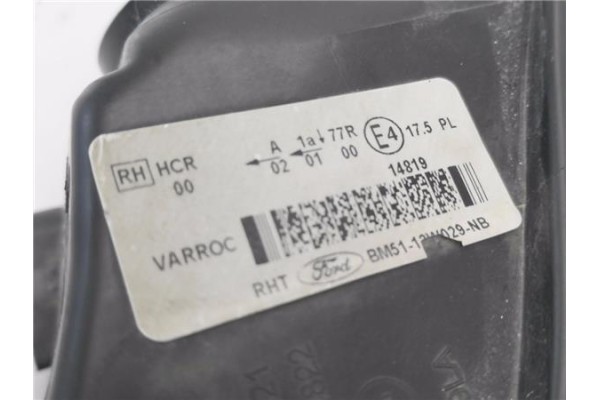 RH HCR A 1a 77R E4 17.5 PL
00 02 01 00
14819
VARROC
RHT Ford BM51-13W029-NB